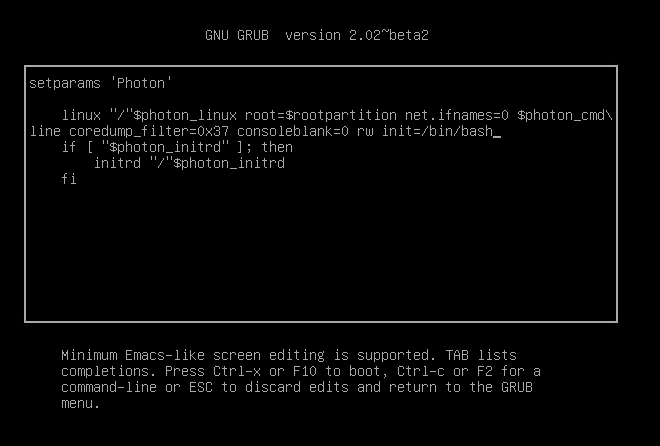 GNU GRUB  version 2.02~beta2
setparams 'Photon'
linux "/"$photon_linux root=$rootpartition net.ifnames=0 $photon_cmd\
line coredump_filter=0x37 consoleblank=0 rw init=/bin/bash_
if [ "$photon_initrd" ]; then
initrd "/"$photon_initrd
fi
Minimum Emacs-like screen editing is supported. TAB lists
completions. Press Ctrl-x or F10 to boot, Ctrl-c or F2 for a
command-line or ESC to discard edits and return to the GRUB
menu.